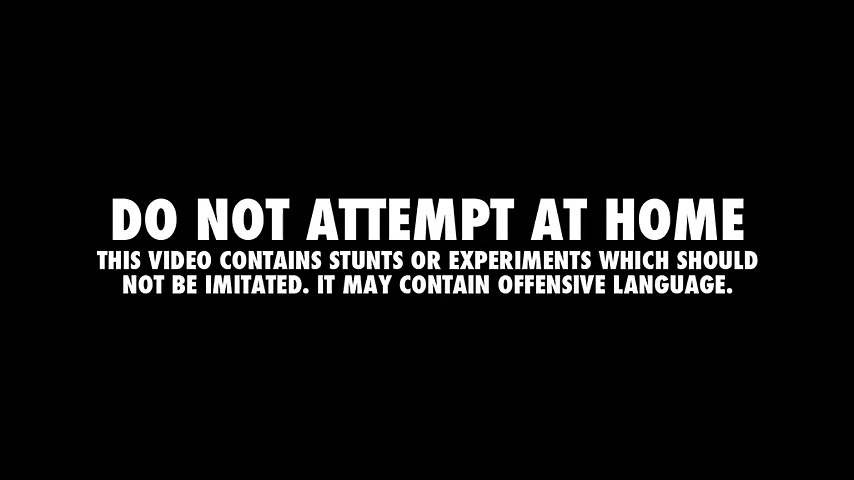 DO NOT ATTEMPT AT HOME
THIS VIDEO CONTAINS STUNTS OR EXPERIMENTS WHICH SHOULD
NOT BE IMITATED. IT MAY CONTAIN OFFENSIVE LANGUAGE.